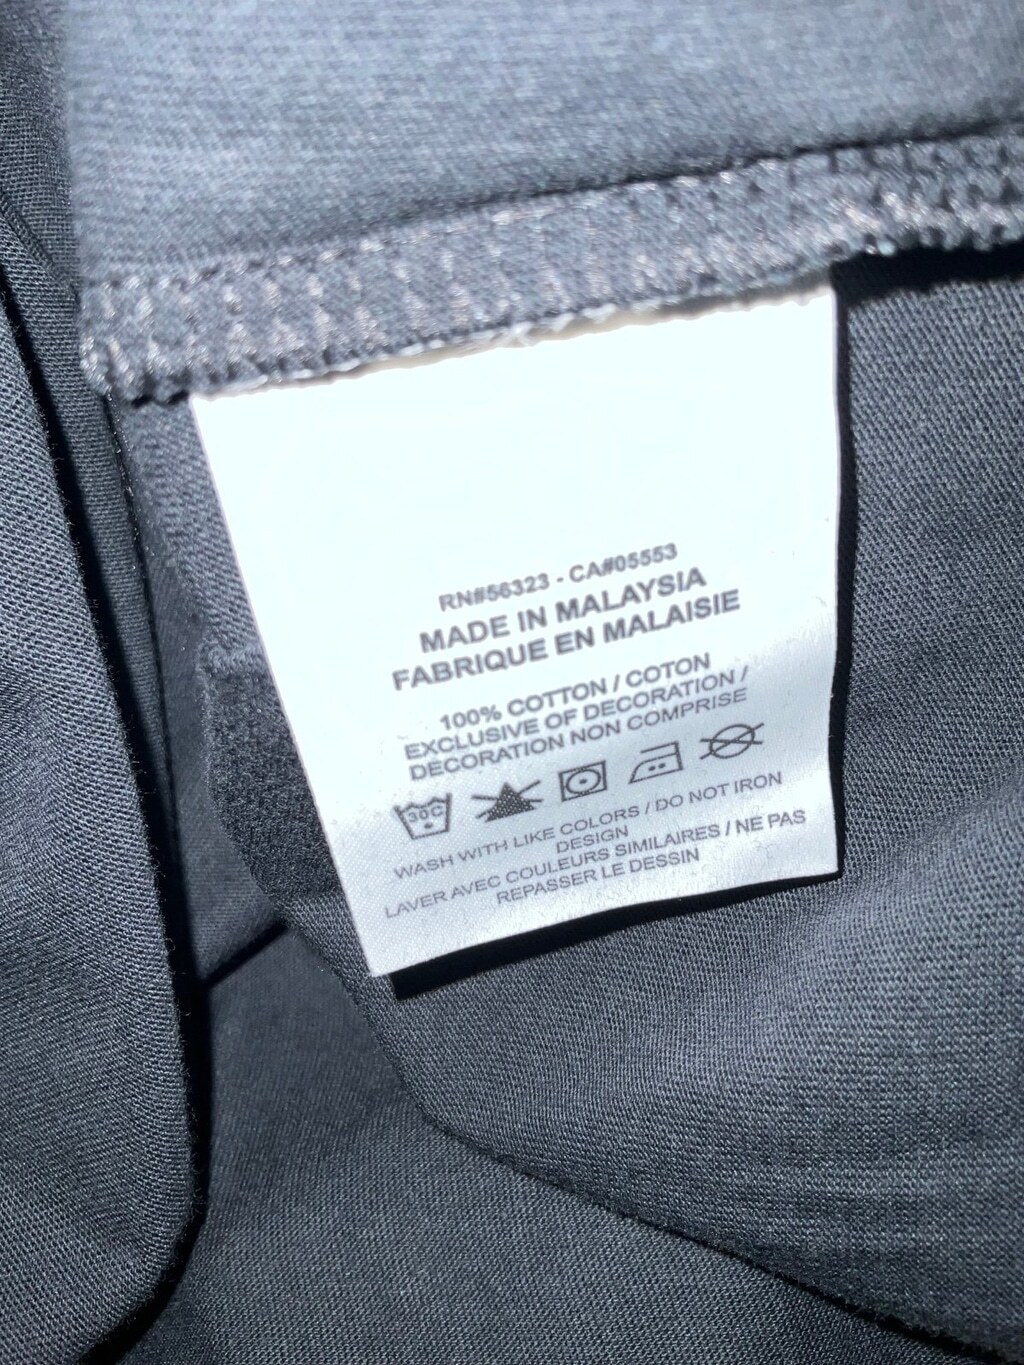 RN#56323 - CA#05553
MADE IN MALAYSIA
FABRIQUE EN MALAISIE
100% COTTON / COTON
EXCLUSIVE OF DECORATION /
DECORATION NON COMPRISE
30C
WASH WITH LIKE COLORS / DO NOT IRON
DESIGN
LAVER AVEC COULEURS SIMILAIRES / NE PAS
REPASSER LE DESSIN